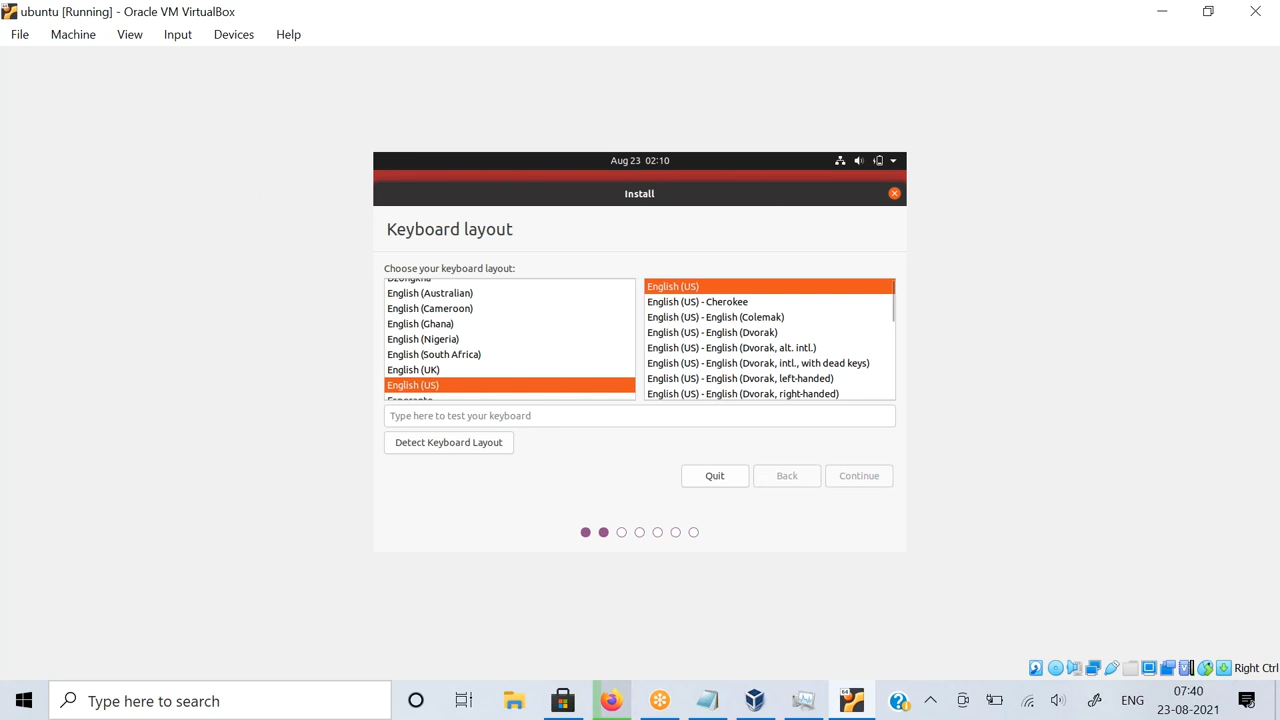 ubuntu [Running] - Oracle VM VirtualBox
File Machine View Input Devices Help
Aug 23 02:10
Install
Keyboard layout
Choose your keyboard layout:
Dzongkha
English (Australian)
English (Cameroon)
English (Ghana)
English (Nigeria)
English (South Africa)
English (UK)
English (US)
Esperanto
English (US)
English (US) - Cherokee
English (US) - English (Colemak)
English (US) - English (Dvorak)
English (US) - English (Dvorak, alt. intl.)
English (US) - English (Dvorak, intl., with dead keys)
English (US) - English (Dvorak, left-handed)
English (US) - English (Dvorak, right-handed)
Type here to test your keyboard
Detect Keyboard Layout
Quit Back Continue
Right Ctrl
Type here to search
ENG
07:40
23-08-2021